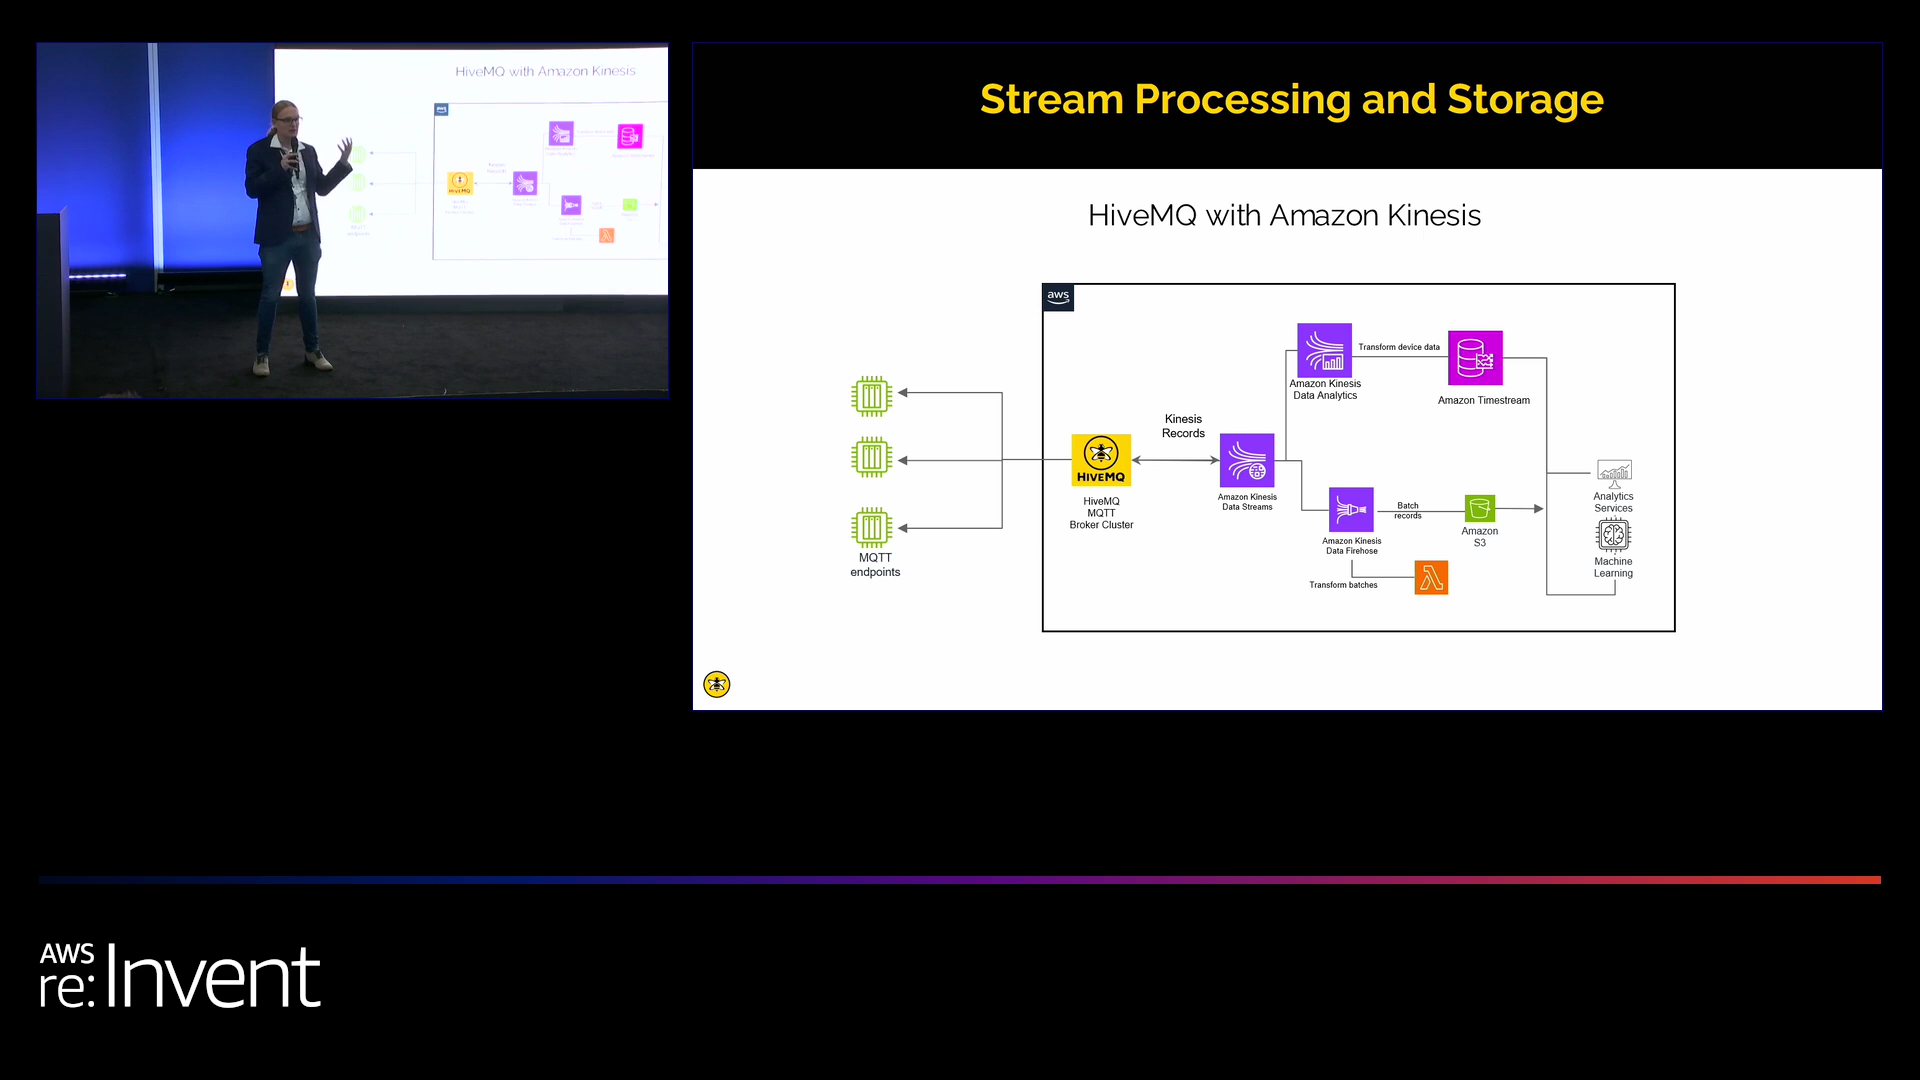 HiveMQ with Amazon Kinesis
aws
HIVEMQ
Stream Processing and Storage
HiveMQ with Amazon Kinesis
aws
Transform device data
Amazon Kinesis
Data Analytics
Amazon Timestream
Kinesis
Records
HIVEMQ
HiveMQ
MQTT
Broker Cluster
Amazon Kinesis
Data Streams
Batch
records
Amazon Kinesis
Data Firehose
Amazon
S3
Transform batches
Analytics
Services
Machine
Learning
MQTT
endpoints
AWS
re:Invent